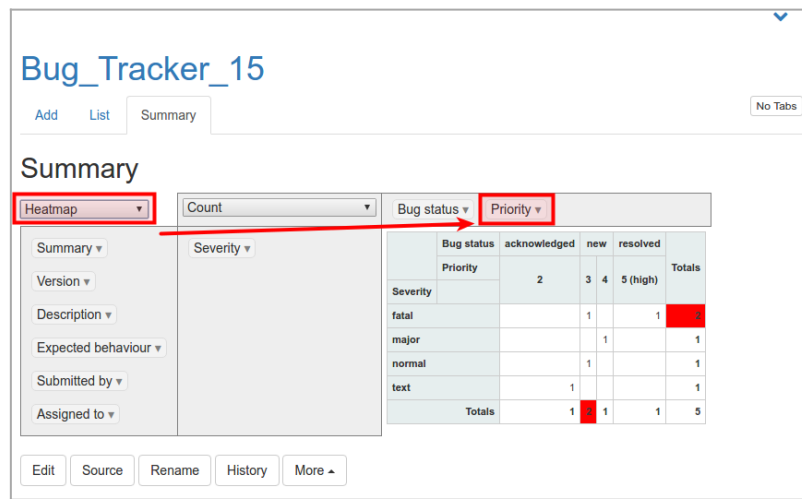 Bug_Tracker_15
Add List Summary
No Tabs
Summary
Heatmap Count Bug status Priority
Summary Severity
Version
Description
Expected behaviour
Submitted by
Assigned to
Bug status acknowledged new resolved Totals
Priority 2 3 4 5 (high)
Severity
fatal 1 1 2
major 1 1
normal 1 1
text 1 1
Totals 1 2 1 1 5
Edit Source Rename History More